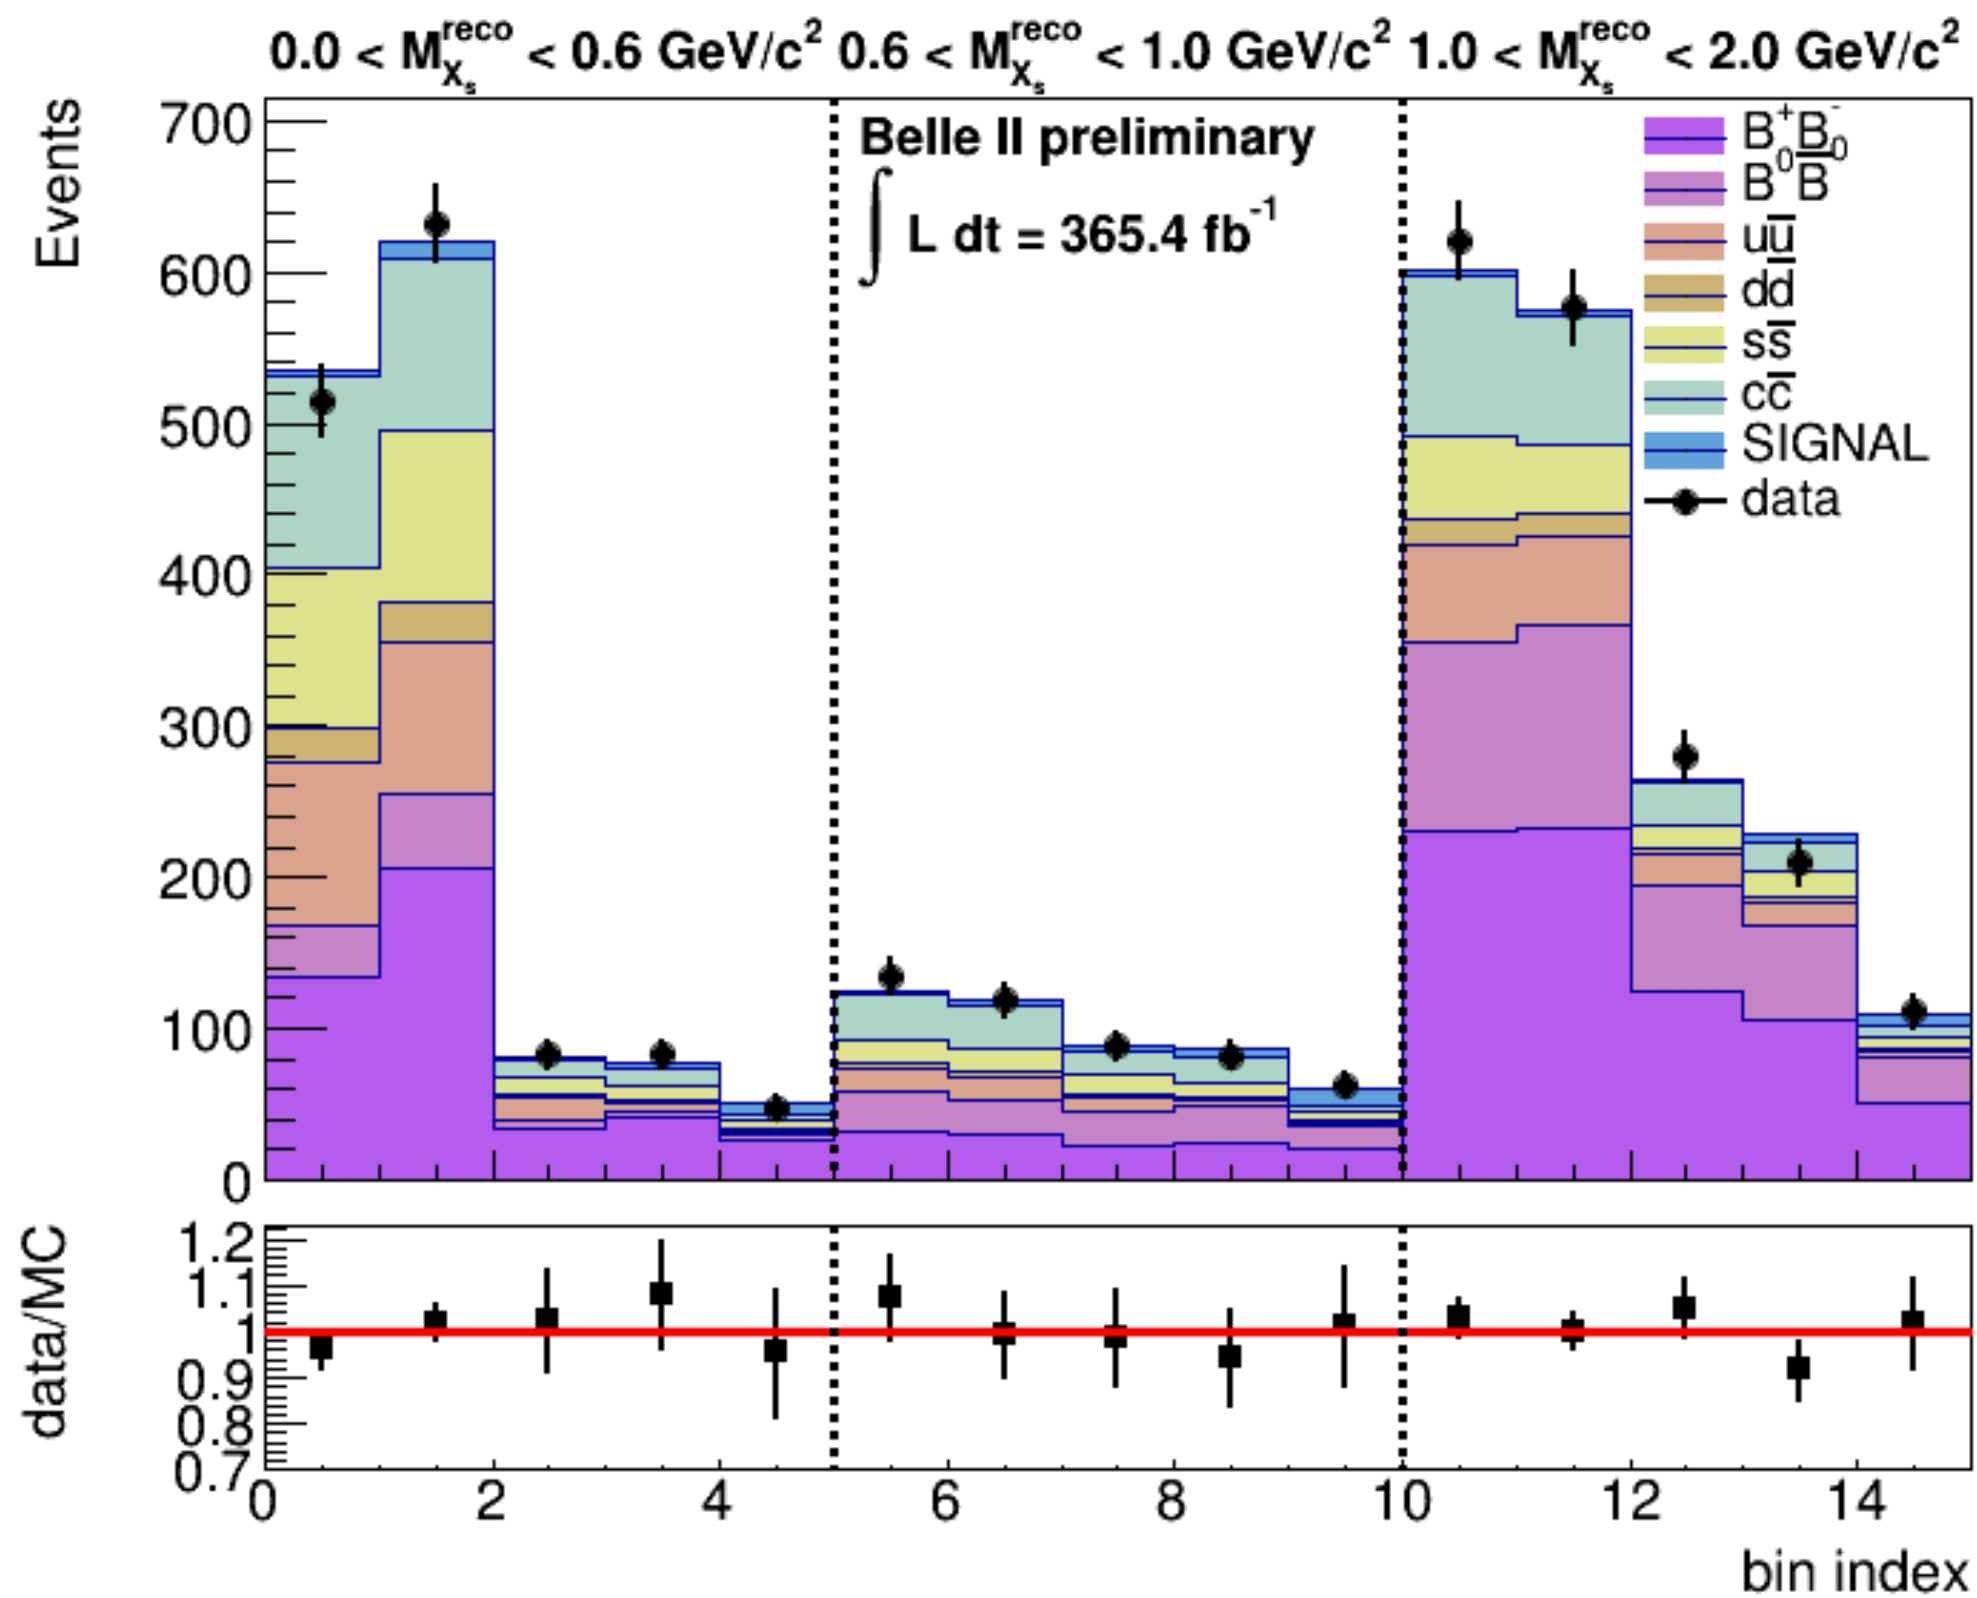 0.0 < M_{X_s}^{reco} < 0.6 GeV/c² 0.6 < M_{X_s}^{reco} < 1.0 GeV/c² 1.0 < M_{X_s}^{reco} < 2.0 GeV/c²
Events
700
600
500
400
300
200
100
0
Belle II preliminary
∫ L dt = 365.4 fb⁻¹
B⁺B⁻
B⁰B̅⁰
uu̅
dd̅
ss̅
cc̅
SIGNAL
data
data/MC
1.2
1.1
1
0.9
0.8
0.7
0 2 4 6 8 10 12 14
bin index